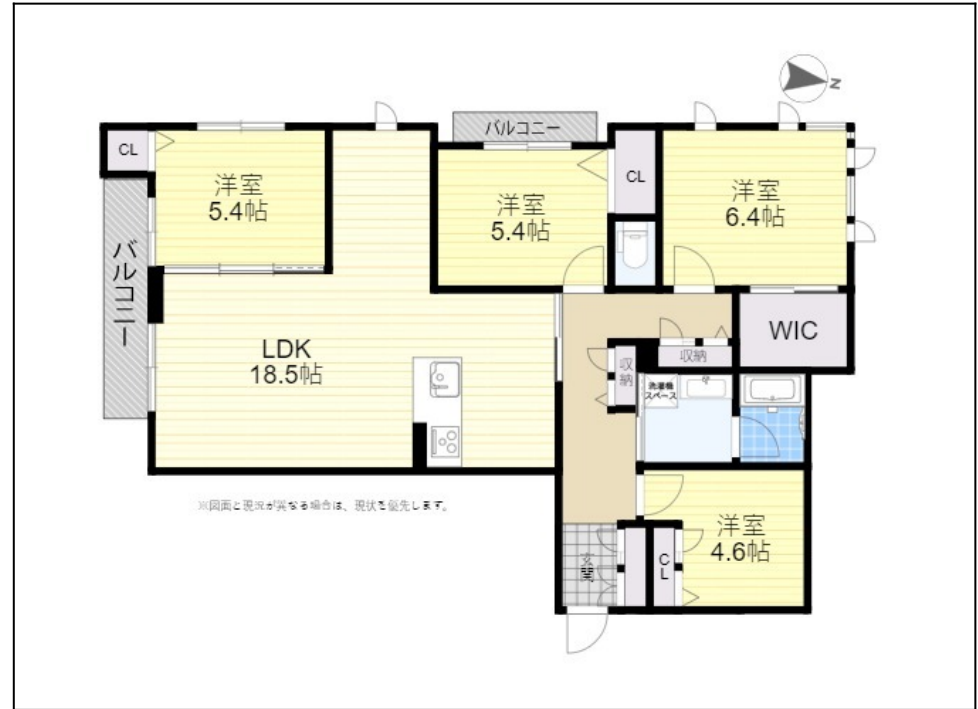 N
バルコニー
CL
洋室
5.4帖
洋室
5.4帖
CL
洋室
6.4帖
バルコニー
LDK
18.5帖
WIC
収納
収納
洗濯機
スペース
※図面と現況が異なる場合は、現状を優先します。
洋室
4.6帖
玄関
CL